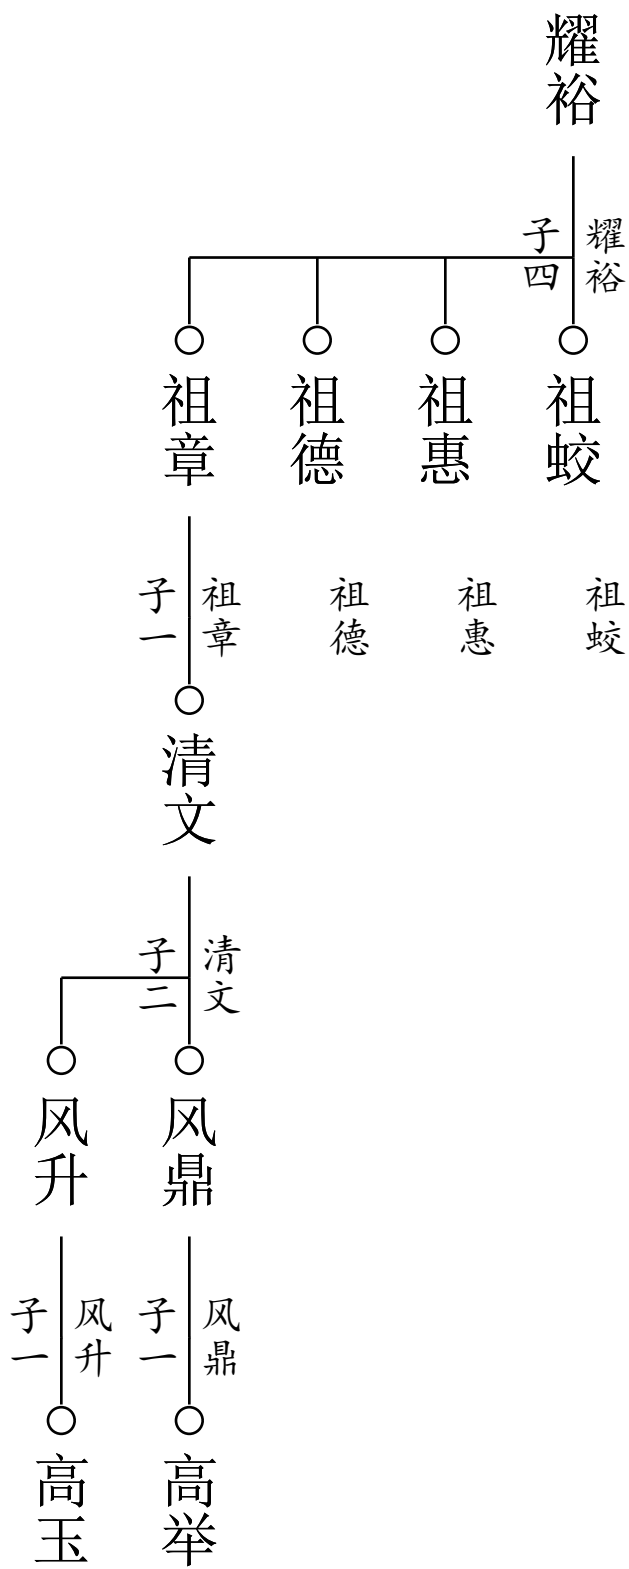 耀裕
耀裕
子四
祖蛟
祖惠
祖德
祖章
祖蛟
祖惠
祖德
祖章
子一
清文
清文
子二
风鼎
风升
风鼎
子一
风升
子一
高举
高玉